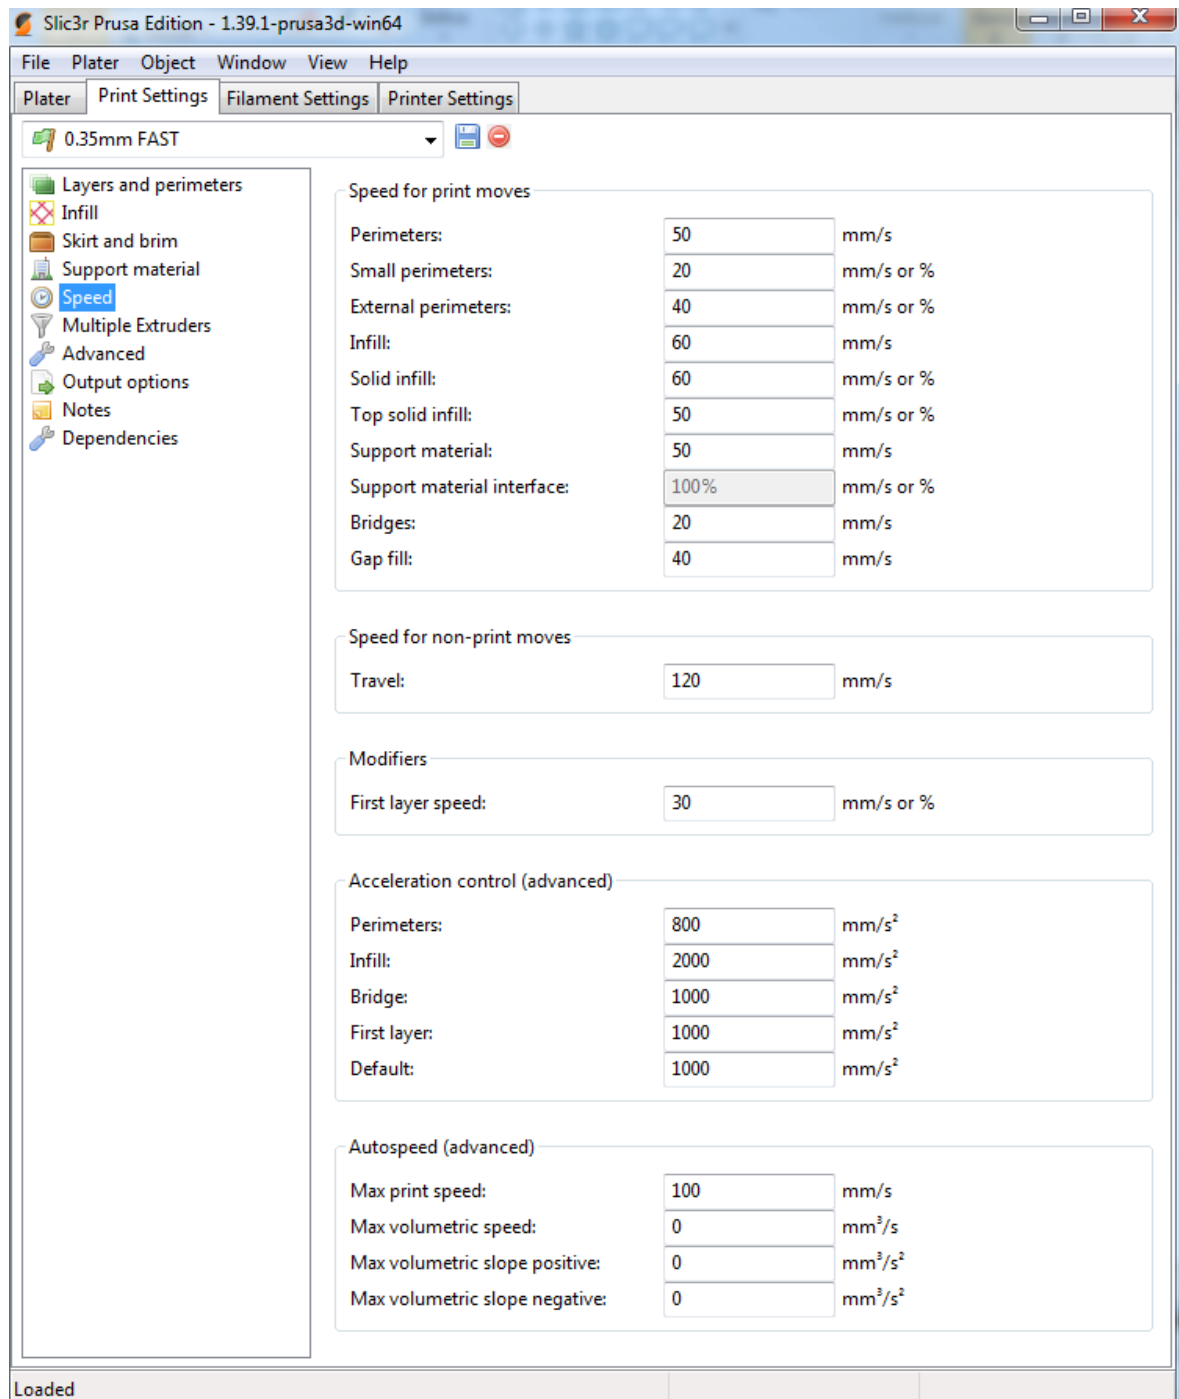 Slic3r Prusa Edition - 1.39.1-prusa3d-win64
File Plater Object Window View Help
Plater Print Settings Filament Settings Printer Settings
0.35mm FAST
Layers and perimeters
Infill
Skirt and brim
Support material
Speed
Multiple Extruders
Advanced
Output options
Notes
Dependencies
Speed for print moves
Perimeters: 50 mm/s
Small perimeters: 20 mm/s or %
External perimeters: 40 mm/s or %
Infill: 60 mm/s
Solid infill: 60 mm/s or %
Top solid infill: 50 mm/s or %
Support material: 50 mm/s
Support material interface: 100% mm/s or %
Bridges: 20 mm/s
Gap fill: 40 mm/s
Speed for non-print moves
Travel: 120 mm/s
Modifiers
First layer speed: 30 mm/s or %
Acceleration control (advanced)
Perimeters: 800 mm/s²
Infill: 2000 mm/s²
Bridge: 1000 mm/s²
First layer: 1000 mm/s²
Default: 1000 mm/s²
Autospeed (advanced)
Max print speed: 100 mm/s
Max volumetric speed: 0 mm³/s
Max volumetric slope positive: 0 mm³/s²
Max volumetric slope negative: 0 mm³/s²
Loaded